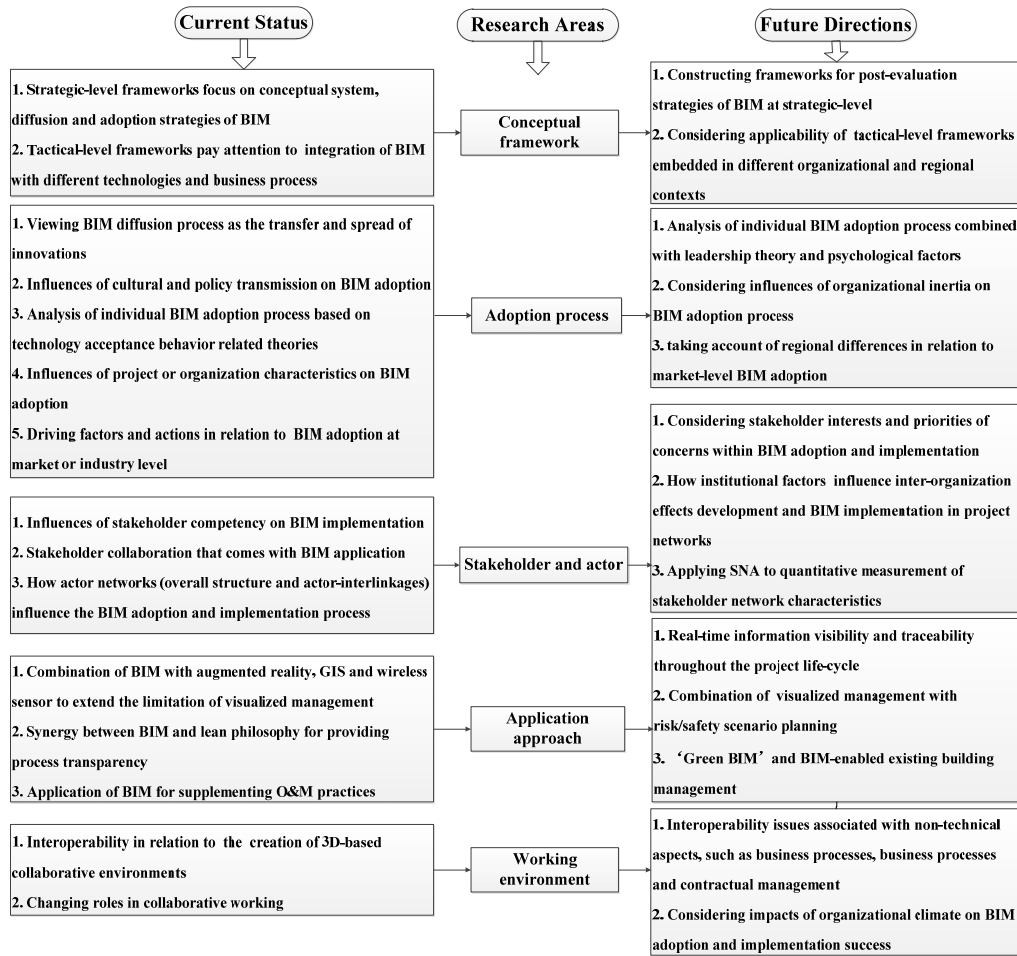 Current Status
Research Areas
Future Directions
1. Strategic-level frameworks focus on conceptual system,
diffusion and adoption strategies of BIM
2. Tactical-level frameworks pay attention to integration of BIM
with different technologies and business process
Conceptual
framework
1. Constructing frameworks for post-evaluation
strategies of BIM at strategic-level
2. Considering applicability of tactical-level frameworks
embedded in different organizational and regional
contexts
1. Viewing BIM diffusion process as the transfer and spread of
innovations
2. Influences of cultural and policy transmission on BIM adoption
3. Analysis of individual BIM adoption process based on
technology acceptance behavior related theories
4. Influences of project or organization characteristics on BIM
adoption
5. Driving factors and actions in relation to BIM adoption at
market or industry level
Adoption process
1. Analysis of individual BIM adoption process combined
with leadership theory and psychological factors
2. Considering influences of organizational inertia on
BIM adoption process
3. taking account of regional differences in relation to
market-level BIM adoption
1. Influences of stakeholder competency on BIM implementation
2. Stakeholder collaboration that comes with BIM application
3. How actor networks (overall structure and actor-interlinkages)
influence the BIM adoption and implementation process
Stakeholder and actor
1. Considering stakeholder interests and priorities of
concerns within BIM adoption and implementation
2. How institutional factors influence inter-organization
effects development and BIM implementation in project
networks
3. Applying SNA to quantitative measurement of
stakeholder network characteristics
1. Combination of BIM with augmented reality, GIS and wireless
sensor to extend the limitation of visualized management
2. Synergy between BIM and lean philosophy for providing
process transparency
3. Application of BIM for supplementing O&M practices
Application
approach
1. Real-time information visibility and traceability
throughout the project life-cycle
2. Combination of visualized management with
risk/safety scenario planning
3. ‘Green BIM’ and BIM-enabled existing building
management
1. Interoperability in relation to the creation of 3D-based
collaborative environments
2. Changing roles in collaborative working
Working
environment
1. Interoperability issues associated with non-technical
aspects, such as business processes, business processes
and contractual management
2. Considering impacts of organizational climate on BIM
adoption and implementation success